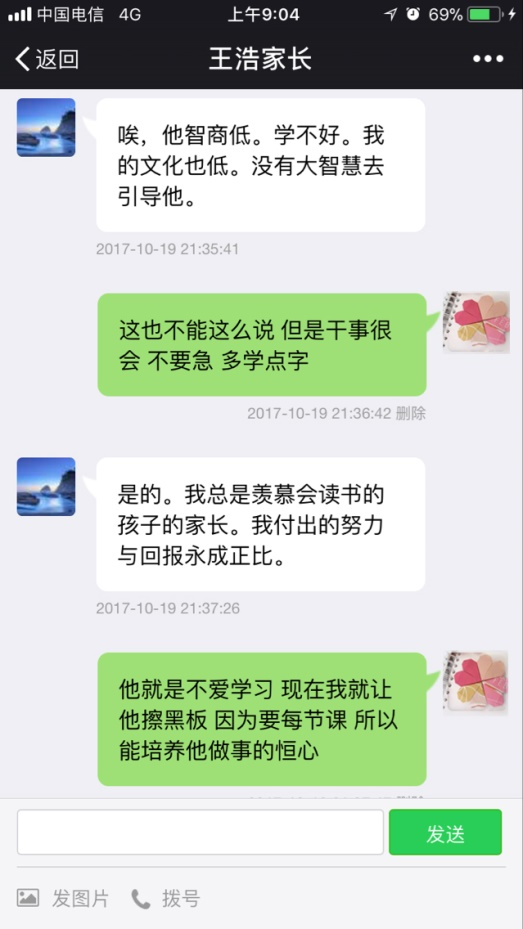 中国电信 4G 上午9:04 69%
返回 王浩家长
唉，他智商低。学不好。我
的文化也低。没有大智慧去
引导他。
2017-10-19 21:35:41
这也不能这么说 但是干事很
会 不要急 多学点字
2017-10-19 21:36:42 删除
是的。我总是羡慕会读书的
孩子的家长。我付出的努力
与回报永成正比。
2017-10-19 21:37:26
他就是不爱学习 现在我就让
他擦黑板 因为要每节课 所以
能培养他做事的恒心
发送
发图片 拨号